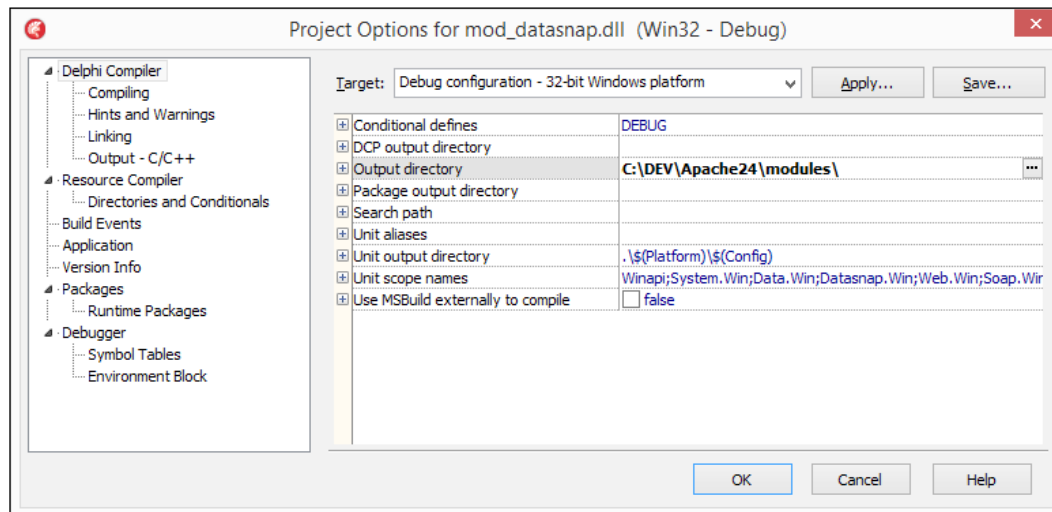 Project Options for mod_datasnap.dll (Win32 - Debug)
Delphi Compiler
Compiling
Hints and Warnings
Linking
Output - C/C++
Resource Compiler
Directories and Conditionals
Build Events
Application
Version Info
Packages
Runtime Packages
Debugger
Symbol Tables
Environment Block
Target: Debug configuration - 32-bit Windows platform Apply... Save...
Conditional defines DEBUG
DCP output directory
Output directory C:\DEV\Apache24\modules\ ...
Package output directory
Search path
Unit aliases
Unit output directory .\$(Platform)\$(Config)
Unit scope names Winapi;System.Win;Data.Win;Datasnap.Win;Web.Win;Soap.Wir
Use MSBuild externally to compile false
OK Cancel Help